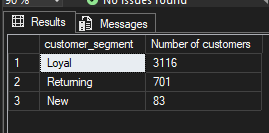 90 % No issues found
Results Messages
customer_segment Number of customers
1 Loyal 3116
2 Returning 701
3 New 83